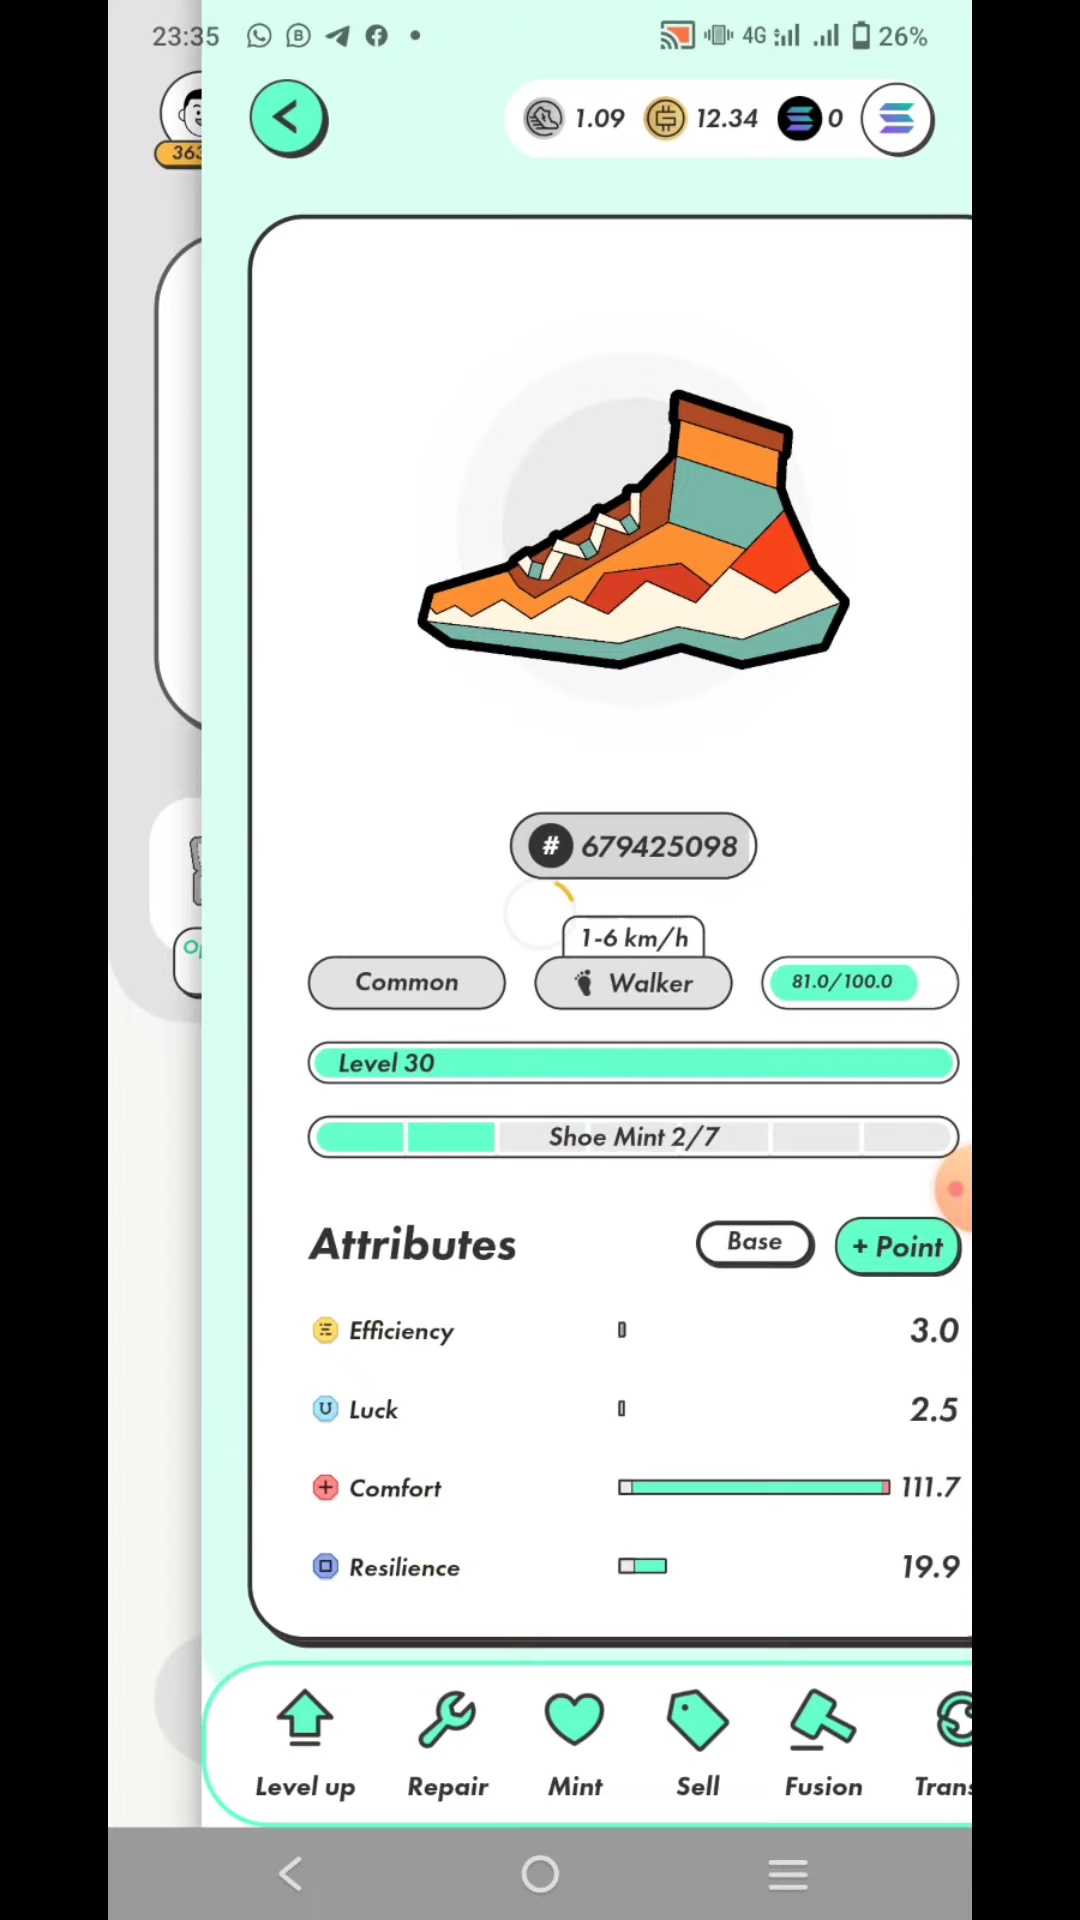 23:35 4G 26%
1.09 12.34 0
363
# 679425098
1-6 km/h
Common Walker 81.0/100.0
Level 30
Shoe Mint 2/7
Attributes Base + Point
Efficiency 3.0
Luck 2.5
Comfort 111.7
Resilience 19.9
Level up Repair Mint Sell Fusion